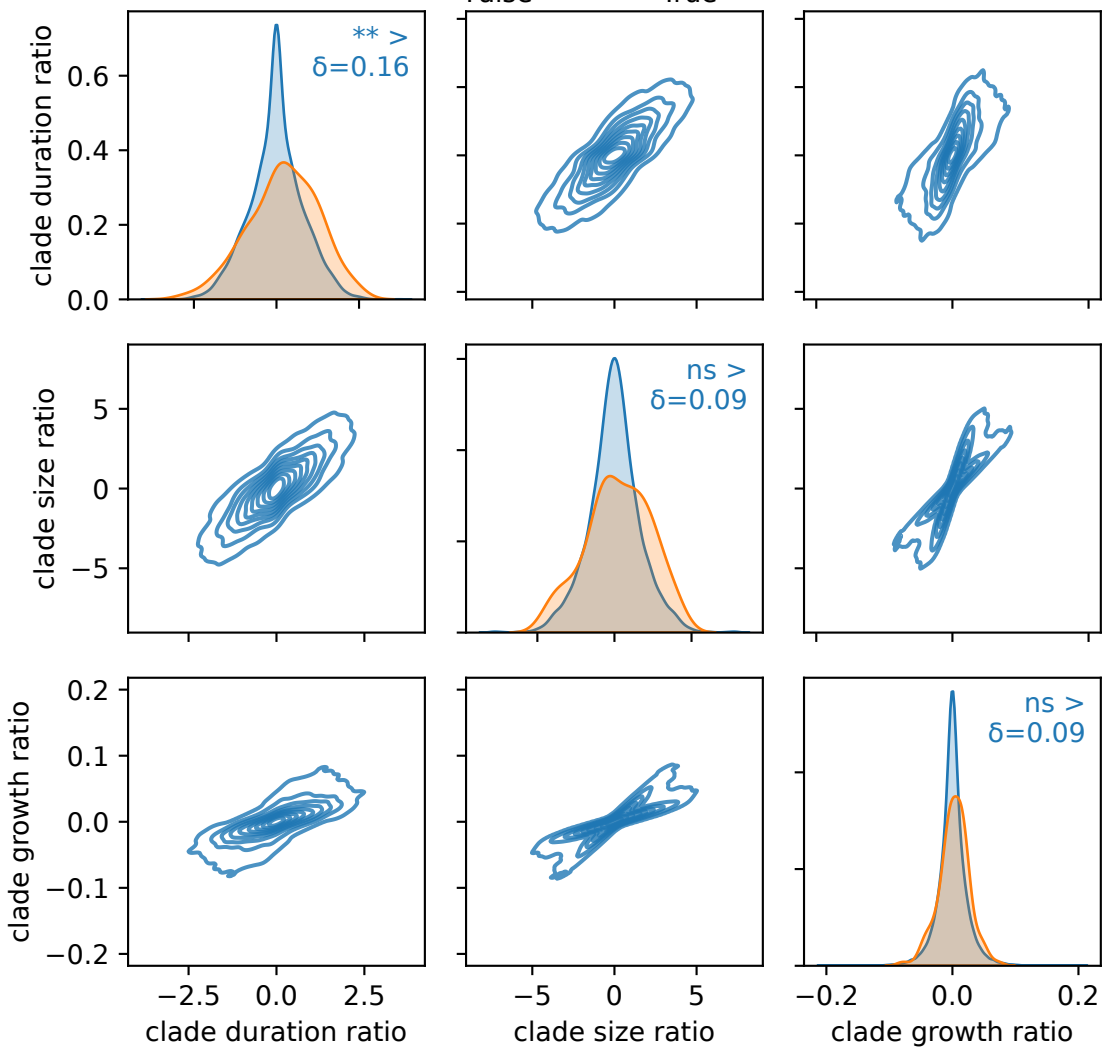 False True
clade duration ratio
0.6
0.4
0.2
0.0
** >
δ=0.16
clade size ratio
5
0
−5
ns >
δ=0.09
clade growth ratio
0.2
0.1
0.0
−0.1
−0.2
ns >
δ=0.09
−2.5 0.0 2.5
−5 0 5
−0.2 0.0 0.2
clade duration ratio
clade size ratio
clade growth ratio